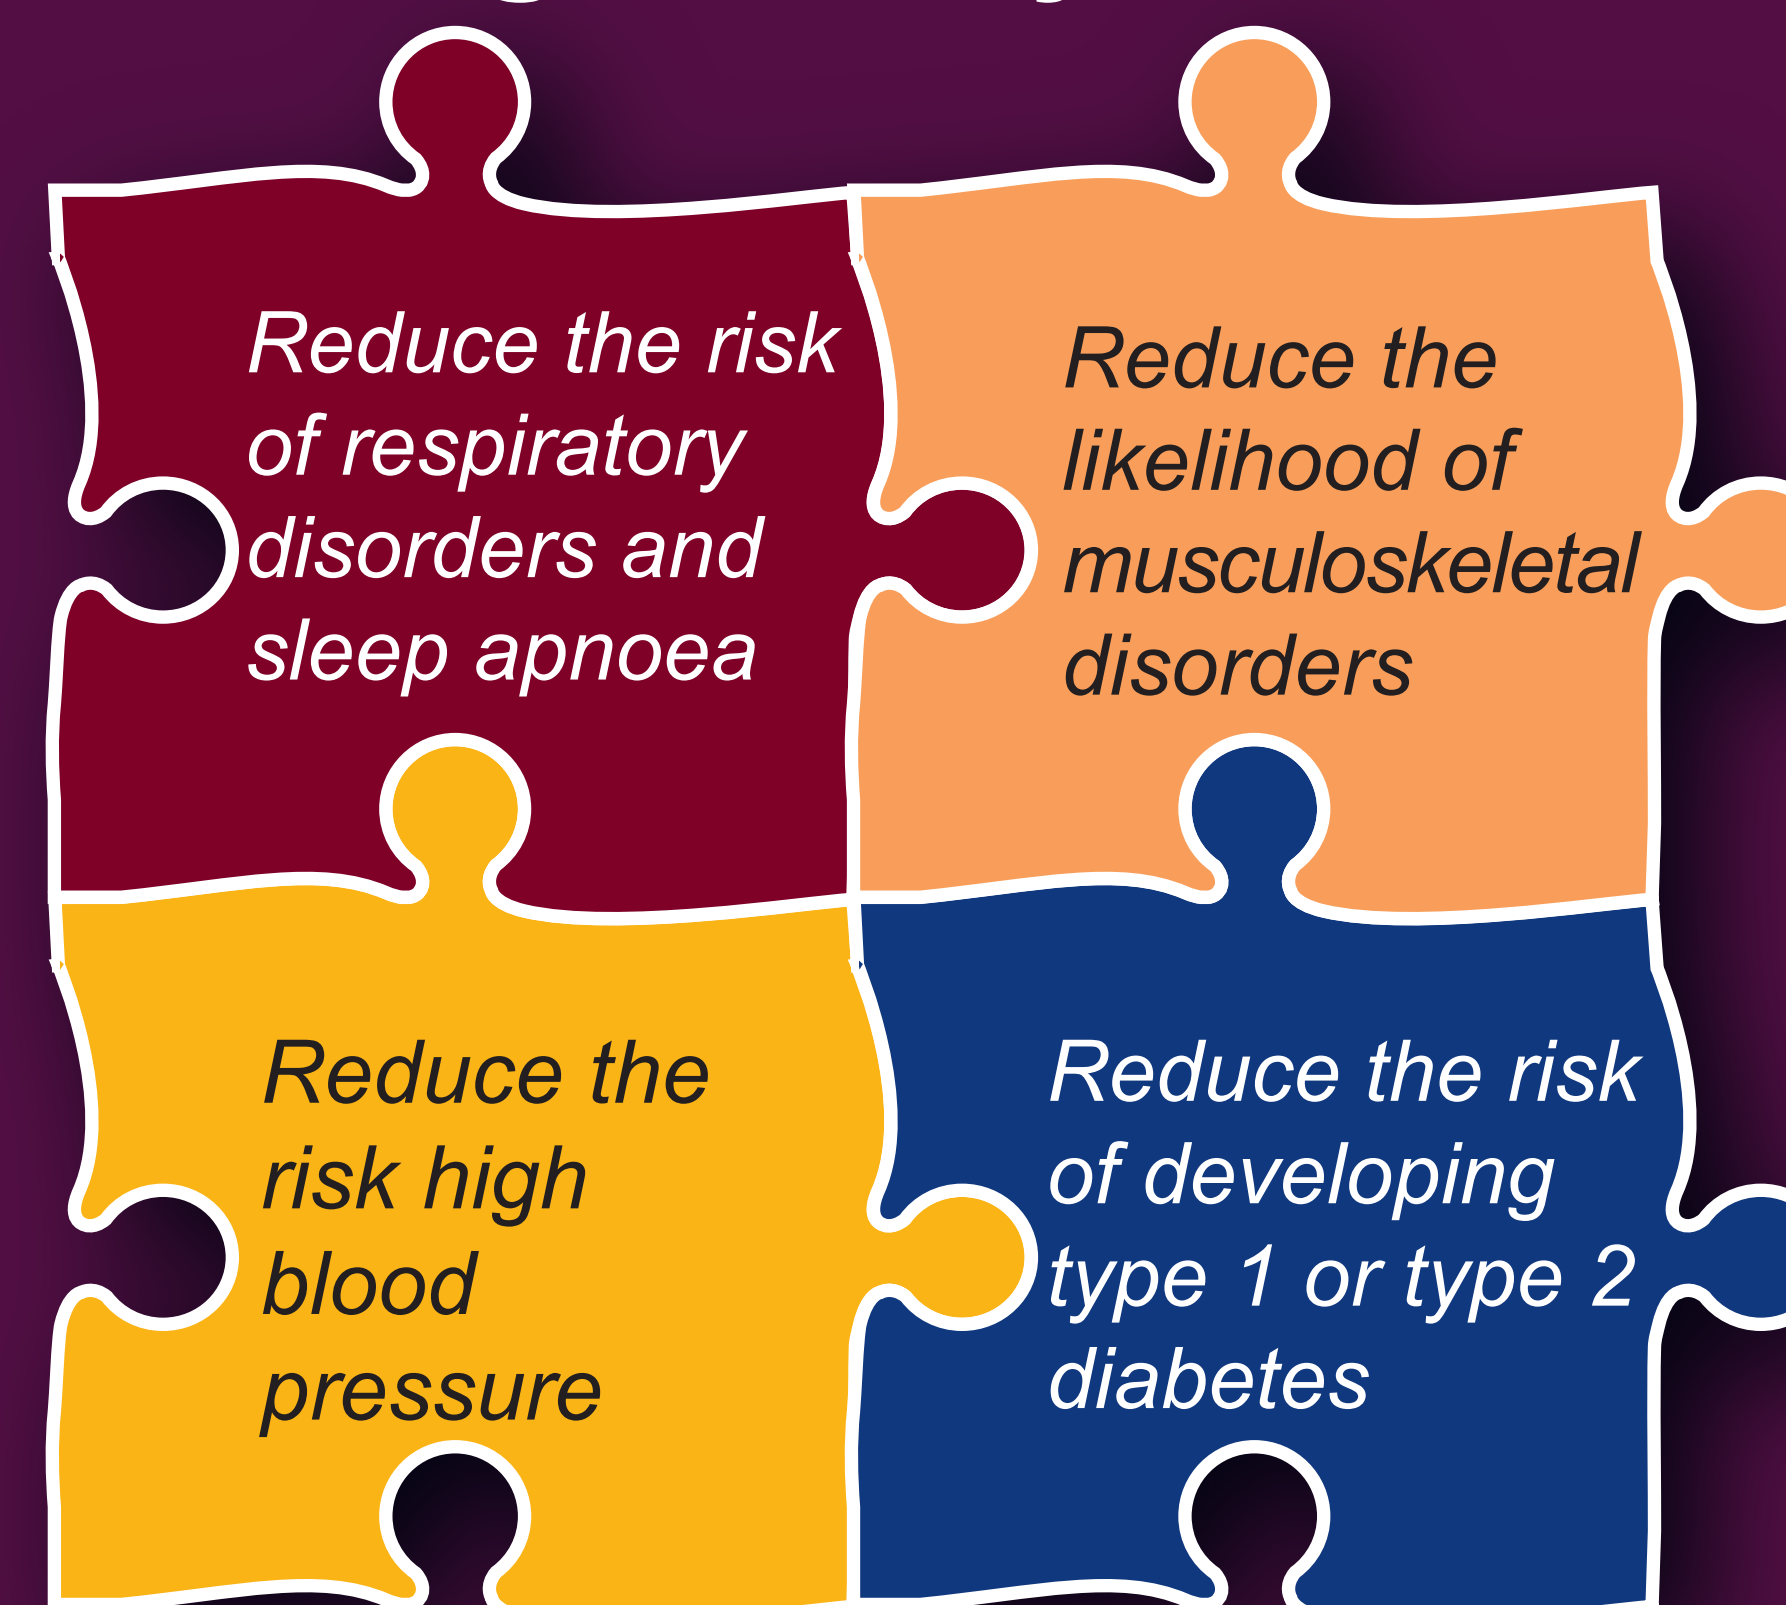 Reduce the risk
of respiratory
disorders and
sleep apnoea
Reduce the
likelihood of
musculoskeletal
disorders
Reduce the
risk high
blood
pressure
Reduce the risk
of developing
type 1 or type 2
diabetes